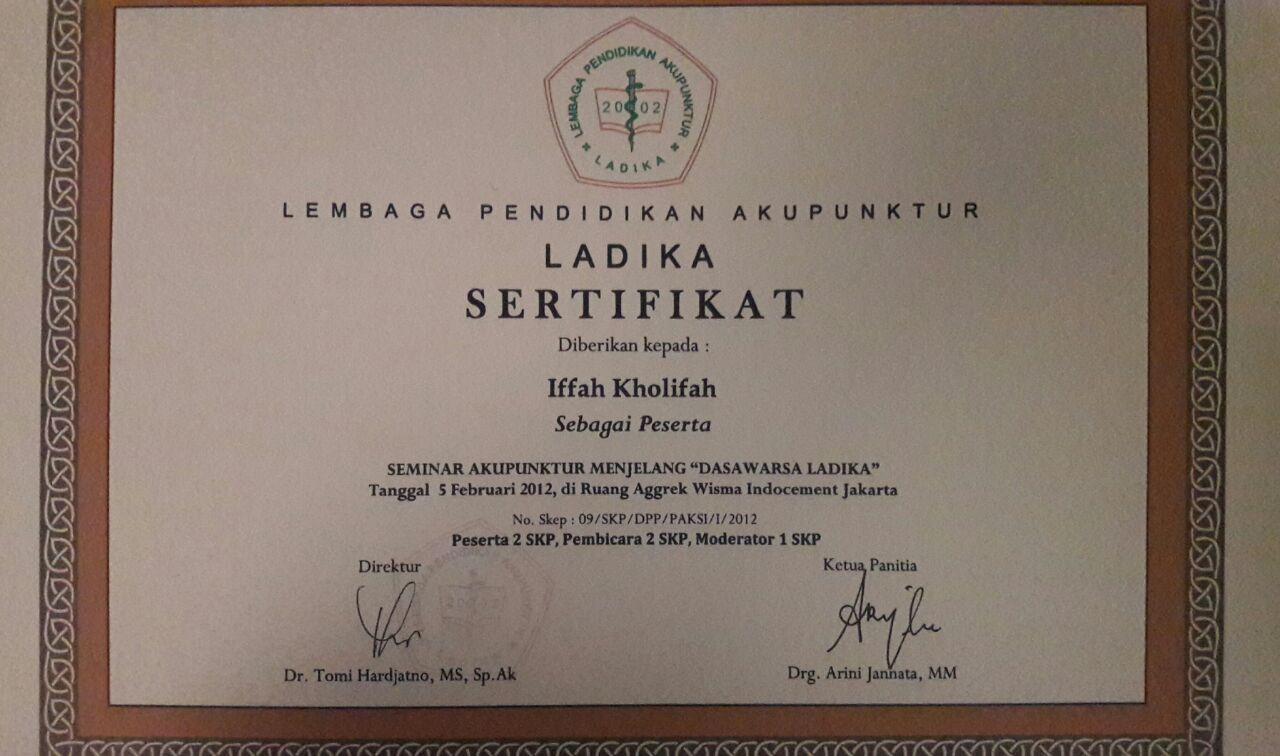 LEMBAGA PENDIDIKAN AKUPUNKTUR
2002
LADIKA
LEMBAGA PENDIDIKAN AKUPUNKTUR
LADIKA
SERTIFIKAT
Diberikan kepada :
Iffah Kholifah
Sebagai Peserta
SEMINAR AKUPUNKTUR MENJELANG “DASAWARSA LADIKA”
Tanggal 5 Februari 2012, di Ruang Aggrek Wisma Indocement Jakarta
No. Skep : 09/SKP/DPP/PAKSI/I/2012
Peserta 2 SKP, Pembicara 2 SKP, Moderator 1 SKP
Direktur
Ketua Panitia
Dr. Tomi Hardjatno, MS, Sp.Ak
Drg. Arini Jannata, MM